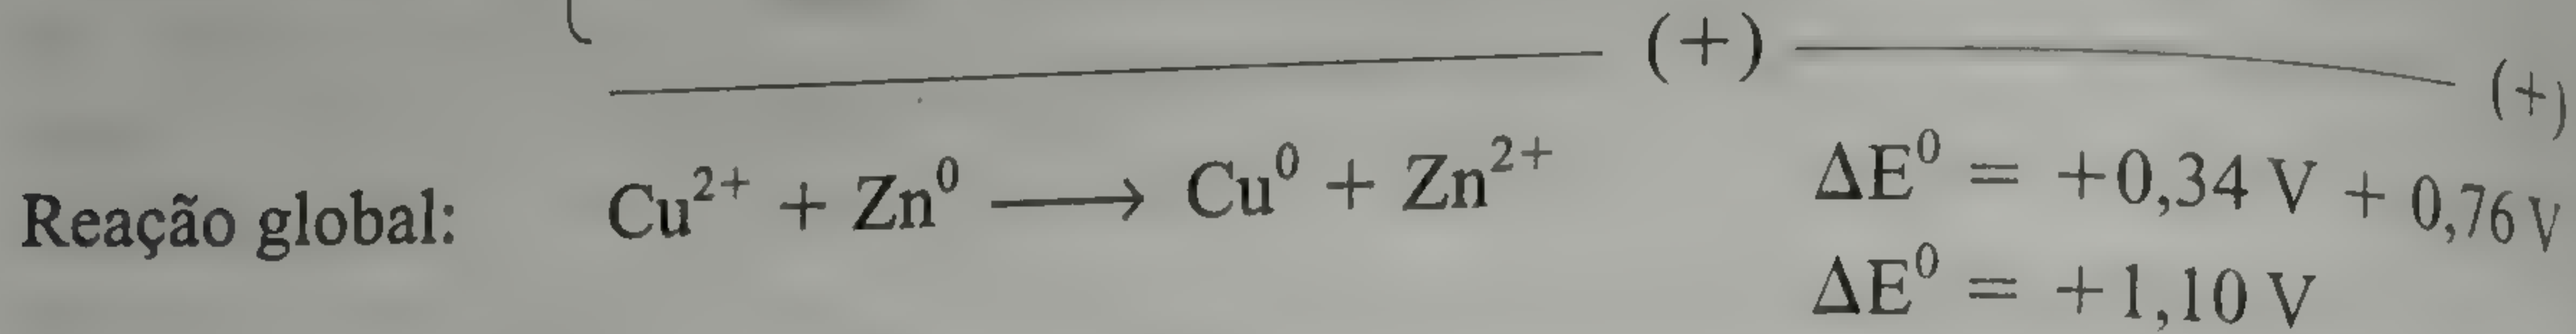 (+) (+)
Reação global: Cu²⁺ + Zn⁰ ⟶ Cu⁰ + Zn²⁺ ΔE⁰ = +0,34 V + 0,76 V
ΔE⁰ = +1,10 V